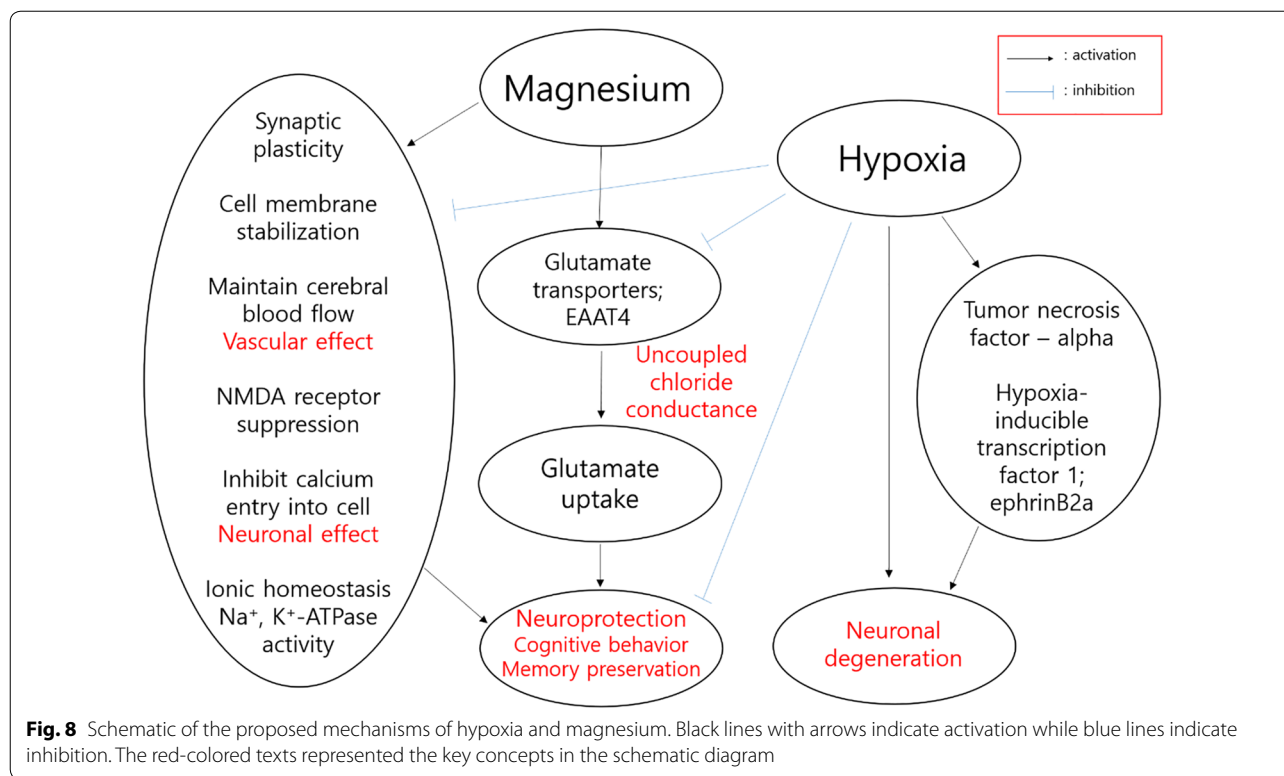 Magnesium
: activation
: inhibition
Hypoxia
Synaptic
plasticity
Cell membrane
stabilization
Maintain cerebral
blood flow
Vascular effect
NMDA receptor
suppression
Inhibit calcium
entry into cell
Neuronal effect
Ionic homeostasis
Na⁺, K⁺-ATPase
activity
Glutamate
transporters;
EAAT4
Uncoupled
chloride
conductance
Glutamate
uptake
Neuroprotection
Cognitive behavior
Memory preservation
Tumor necrosis
factor – alpha
Hypoxia-
inducible
transcription
factor 1;
ephrinB2a
Neuronal
degeneration
Fig. 8 Schematic of the proposed mechanisms of hypoxia and magnesium. Black lines with arrows indicate activation while blue lines indicate
inhibition. The red-colored texts represented the key concepts in the schematic diagram